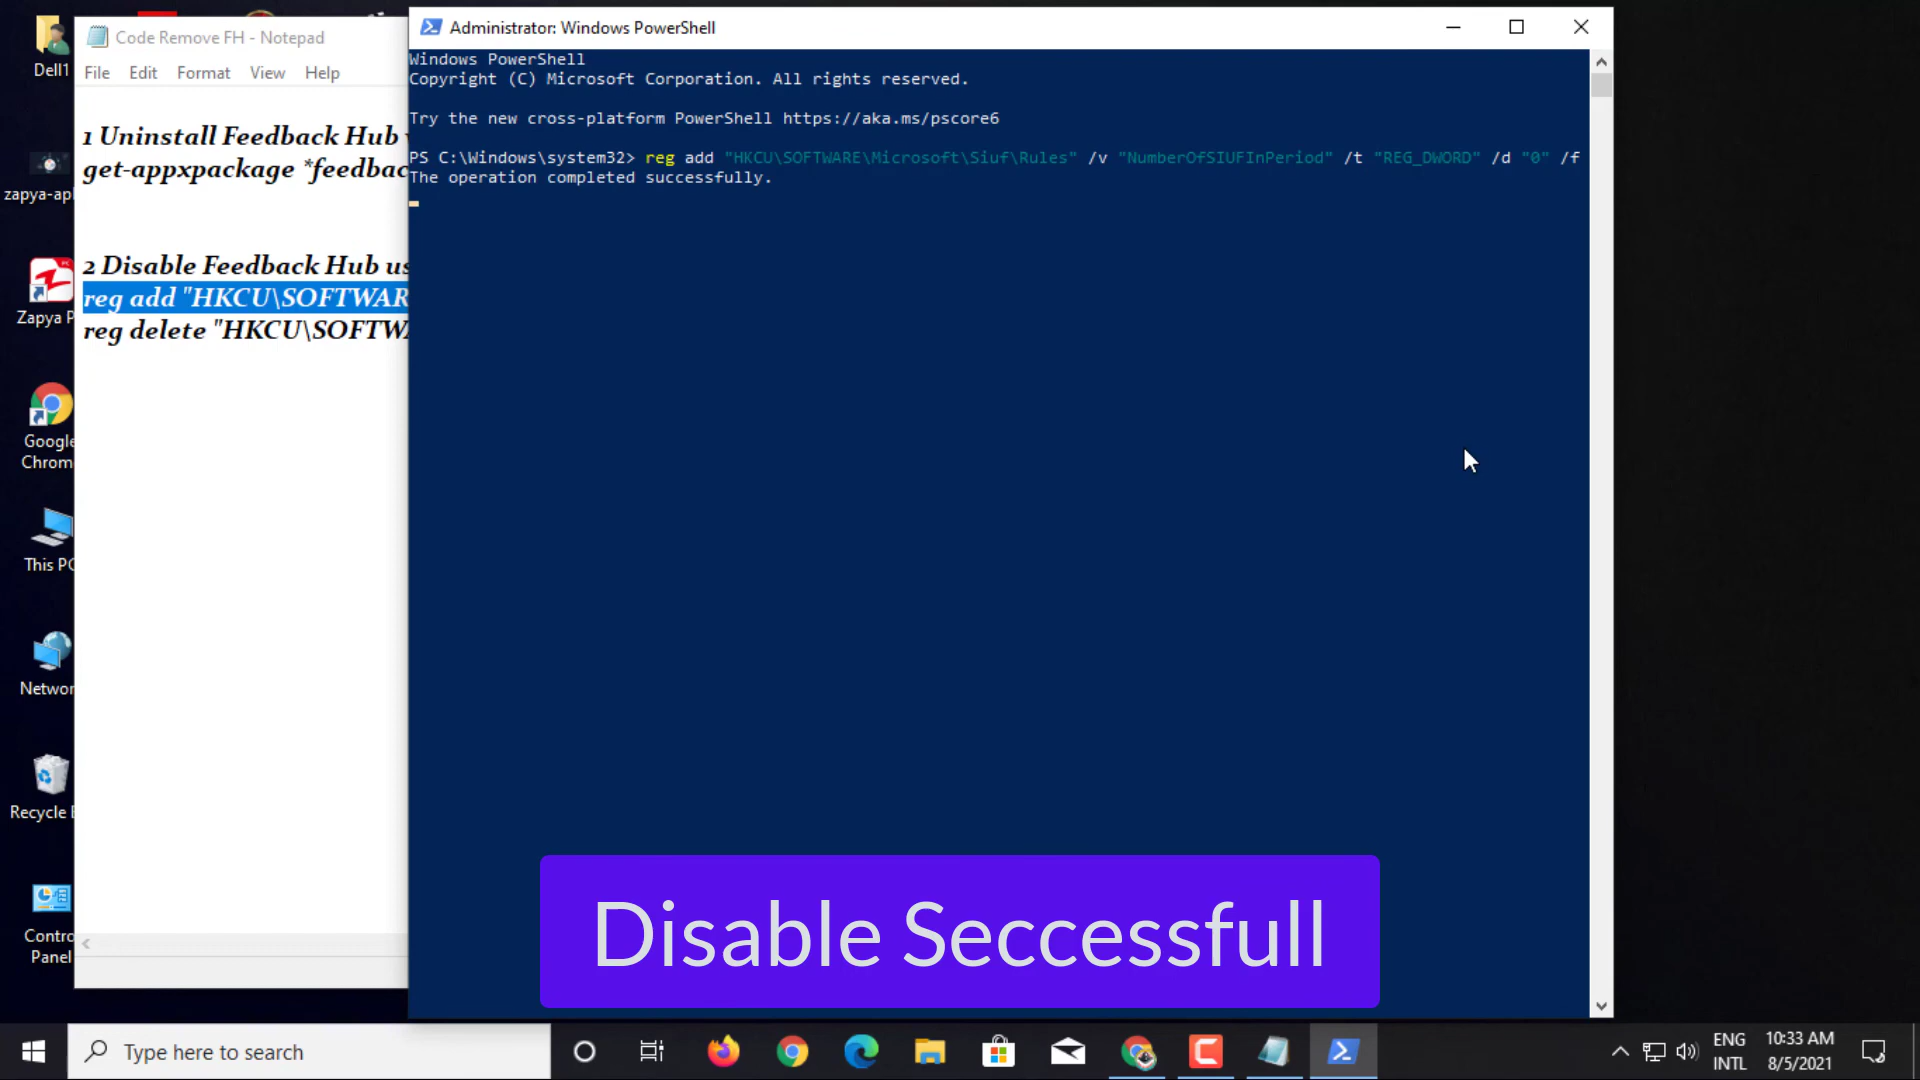 Dell1
zapya-ap
Zapya P
Google
Chrom
This PC
Networ
Recycle
Contro
Panel
Code Remove FH - Notepad
File Edit Format View Help
1 Uninstall Feedback Hub
get-appxpackage *feedbac
2 Disable Feedback Hub us
reg add "HKCU\SOFTWAR
reg delete "HKCU\SOFTWA
Administrator: Windows PowerShell
Windows PowerShell
Copyright (C) Microsoft Corporation. All rights reserved.
Try the new cross-platform PowerShell https://aka.ms/pscore6
PS C:\Windows\system32> reg add "HKCU\SOFTWARE\Microsoft\Siuf\Rules" /v "NumberOfSIUFInPeriod" /t "REG_DWORD" /d "0" /f
The operation completed successfully.
Disable Seccessfull
Type here to search
ENG
INTL
10:33 AM
8/5/2021